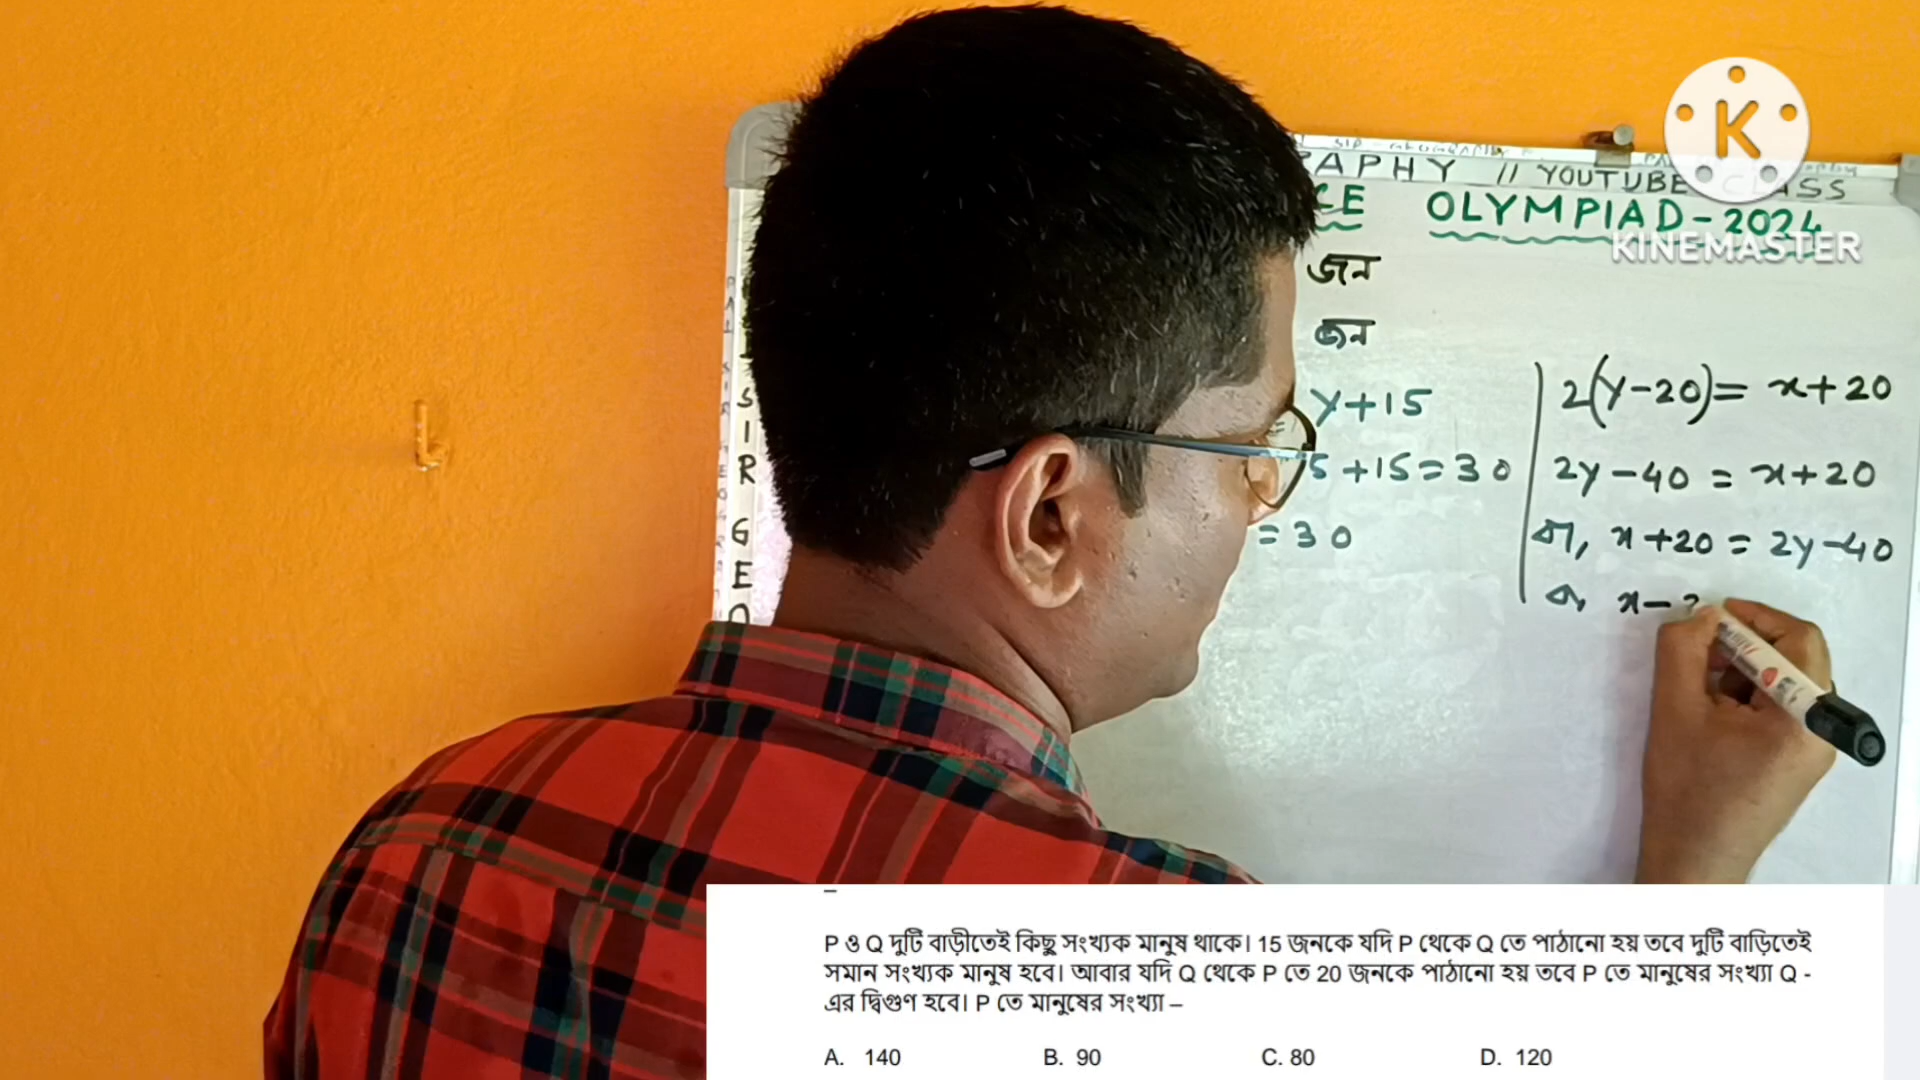 K
KINEMASTER
APHY // YOUTUBE CLASS
CE OLYMPIAD-2024
জন
জন
y+15
5+15=30
=30
2(y-20)= x+20
2y-40 = x+20
বা, x+20 = 2y-40
বা, x-
S
I
R
G
E
P ও Q দুটি বাড়ীতেই কিছু সংখ্যক মানুষ থাকে। 15 জনকে যদি P থেকে Q তে পাঠানো হয় তবে দুটি বাড়িতেই
সমান সংখ্যক মানুষ হবে। আবার যদি Q থেকে P তে 20 জনকে পাঠানো হয় তবে P তে মানুষের সংখ্যা Q -
এর দ্বিগুণ হবে। P তে মানুষের সংখ্যা –
A. 140 B. 90 C. 80 D. 120